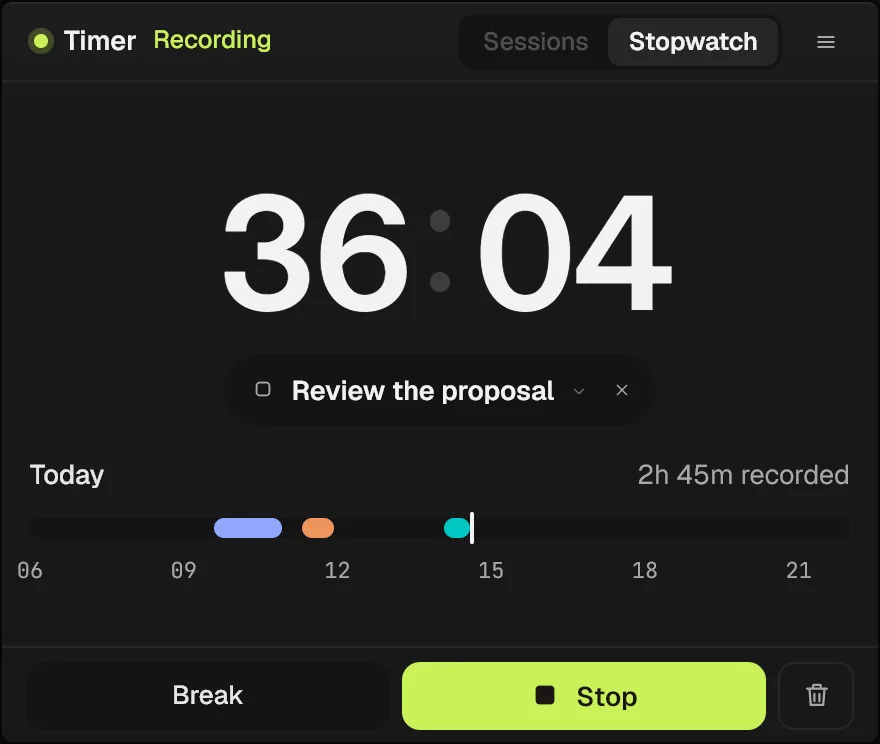 Timer Recording Sessions Stopwatch
36:04
Review the proposal
Today 2h 45m recorded
06 09 12 15 18 21
Break Stop